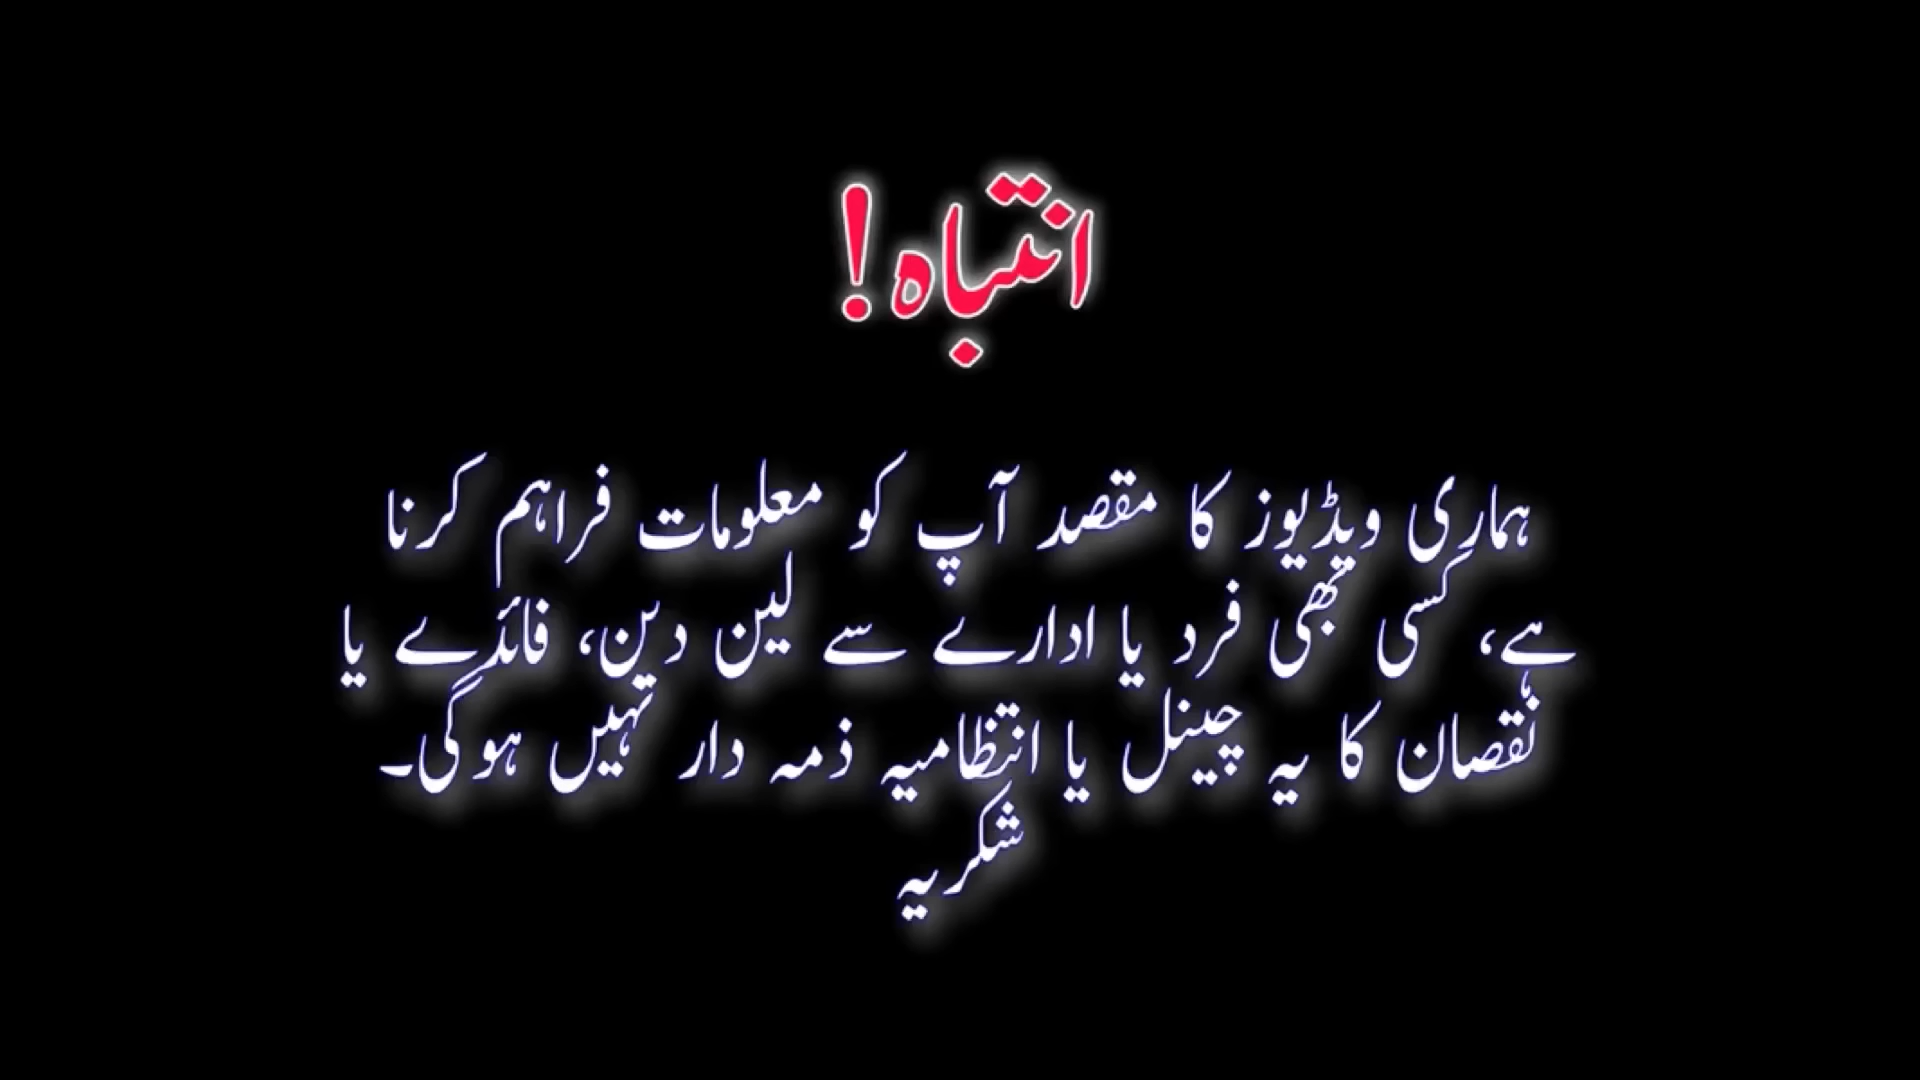 انتباہ!
ہماری ویڈیوز کا مقصد آپ کو معلومات فراہم کرنا
ہے، کسی بھی فرد یا ادارے سے لین دین، فائدے یا
نقصان کا یہ چینل یا انتظامیہ ذمہ دار نہیں ہوگی۔
شکریہ